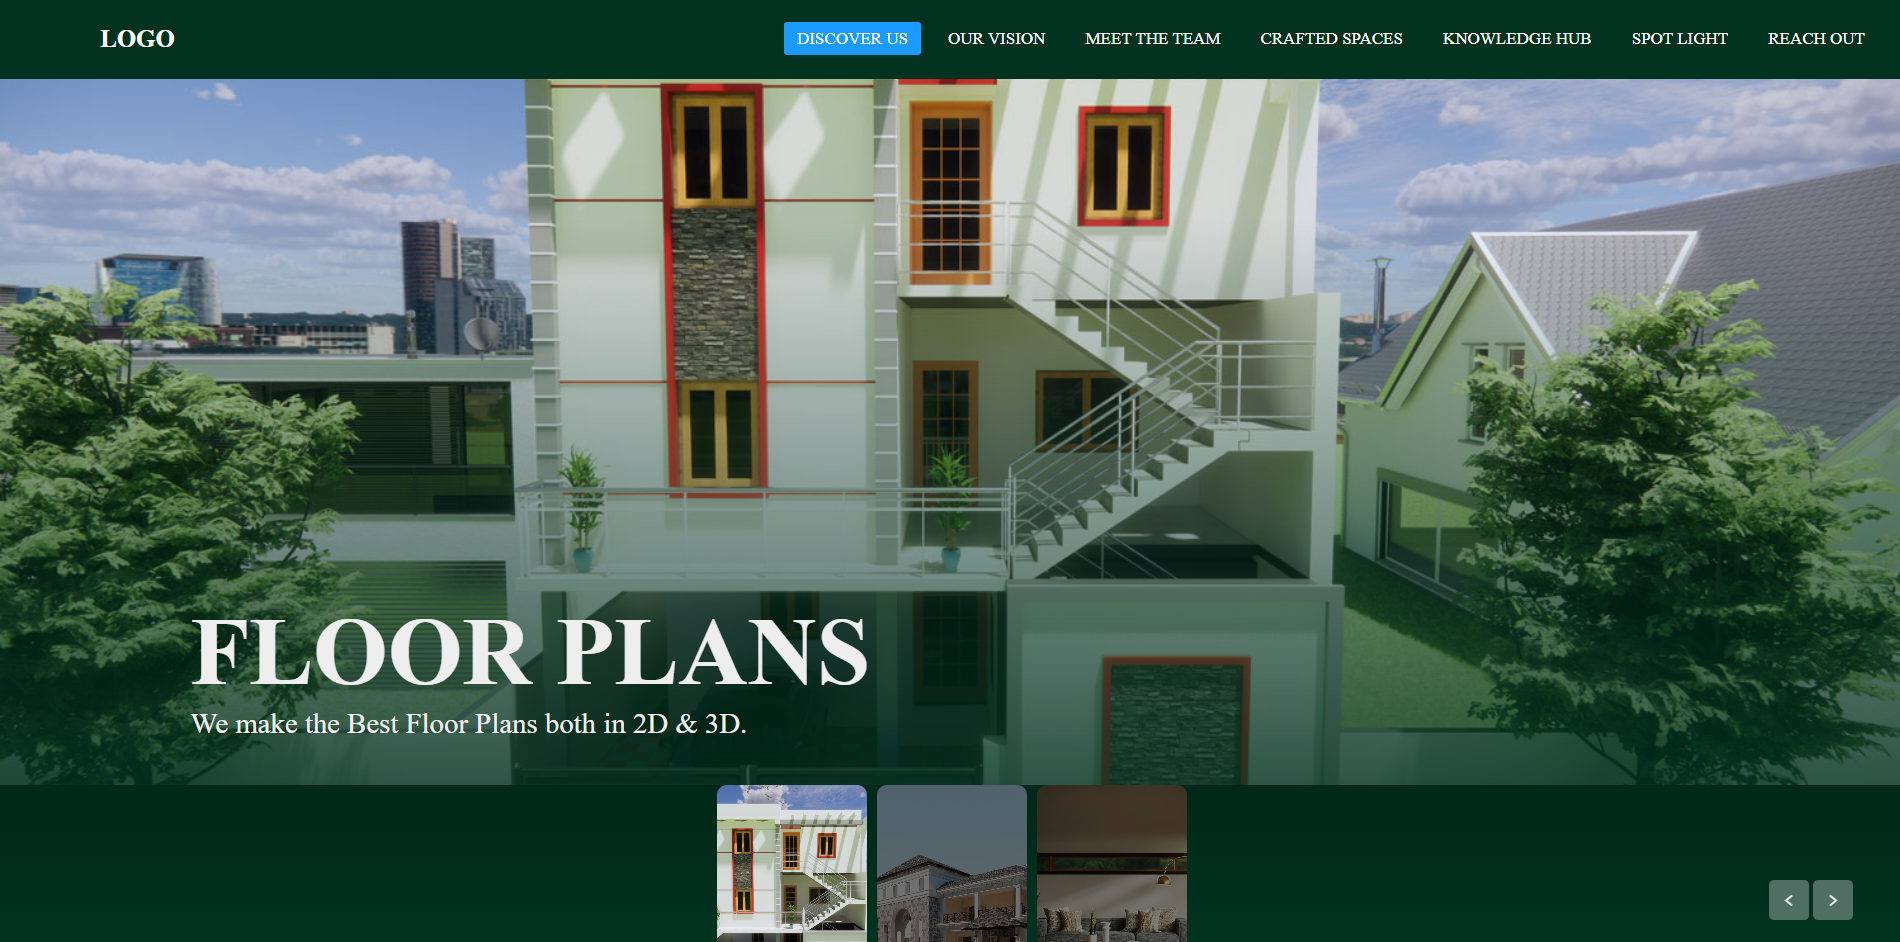 LOGO
DISCOVER US
OUR VISION
MEET THE TEAM
CRAFTED SPACES
KNOWLEDGE HUB
SPOT LIGHT
REACH OUT
FLOOR PLANS
We make the Best Floor Plans both in 2D & 3D.